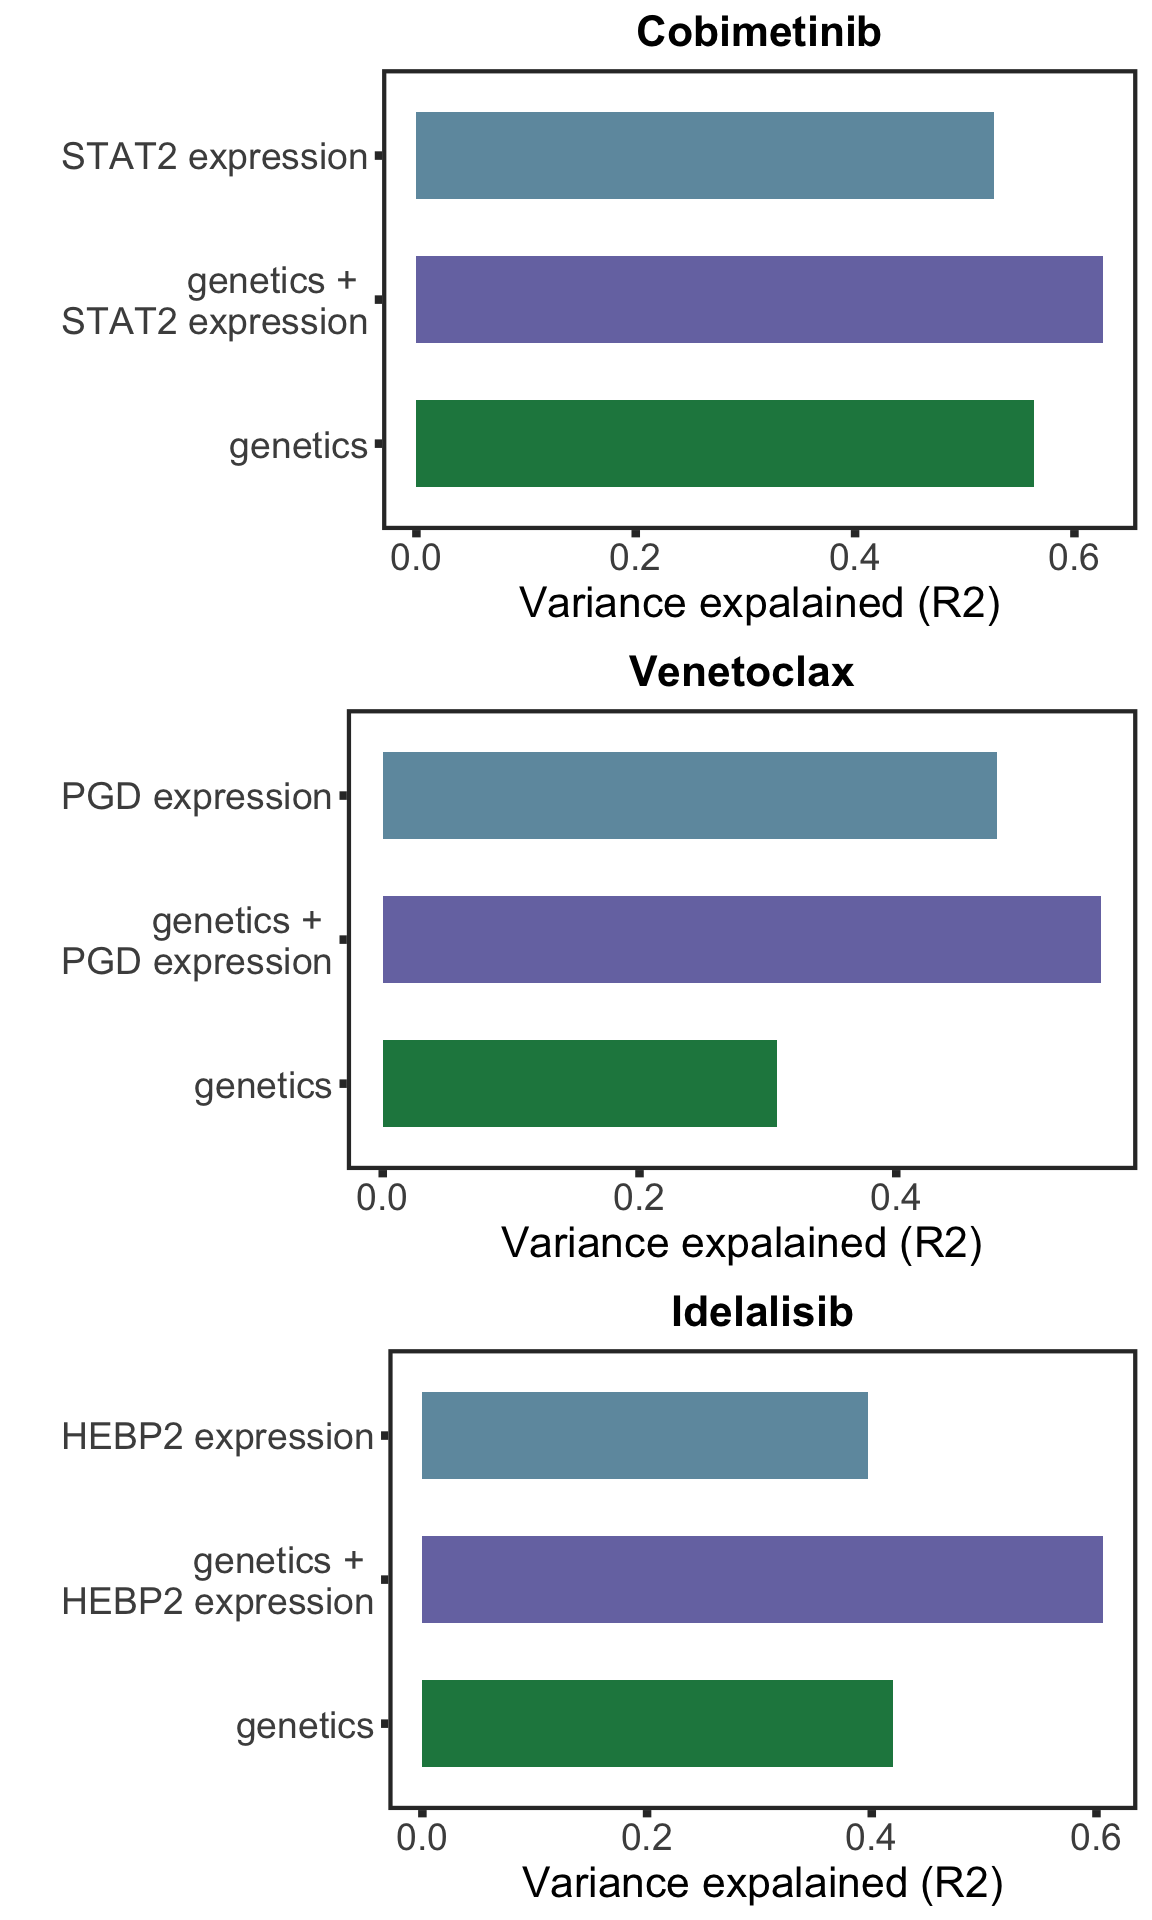 Cobimetinib
STAT2 expression
genetics +
STAT2 expression
genetics
0.0 0.2 0.4 0.6
Variance expalained (R2)
Venetoclax
PGD expression
genetics +
PGD expression
genetics
0.0 0.2 0.4
Variance expalained (R2)
Idelalisib
HEBP2 expression
genetics +
HEBP2 expression
genetics
0.0 0.2 0.4 0.6
Variance expalained (R2)